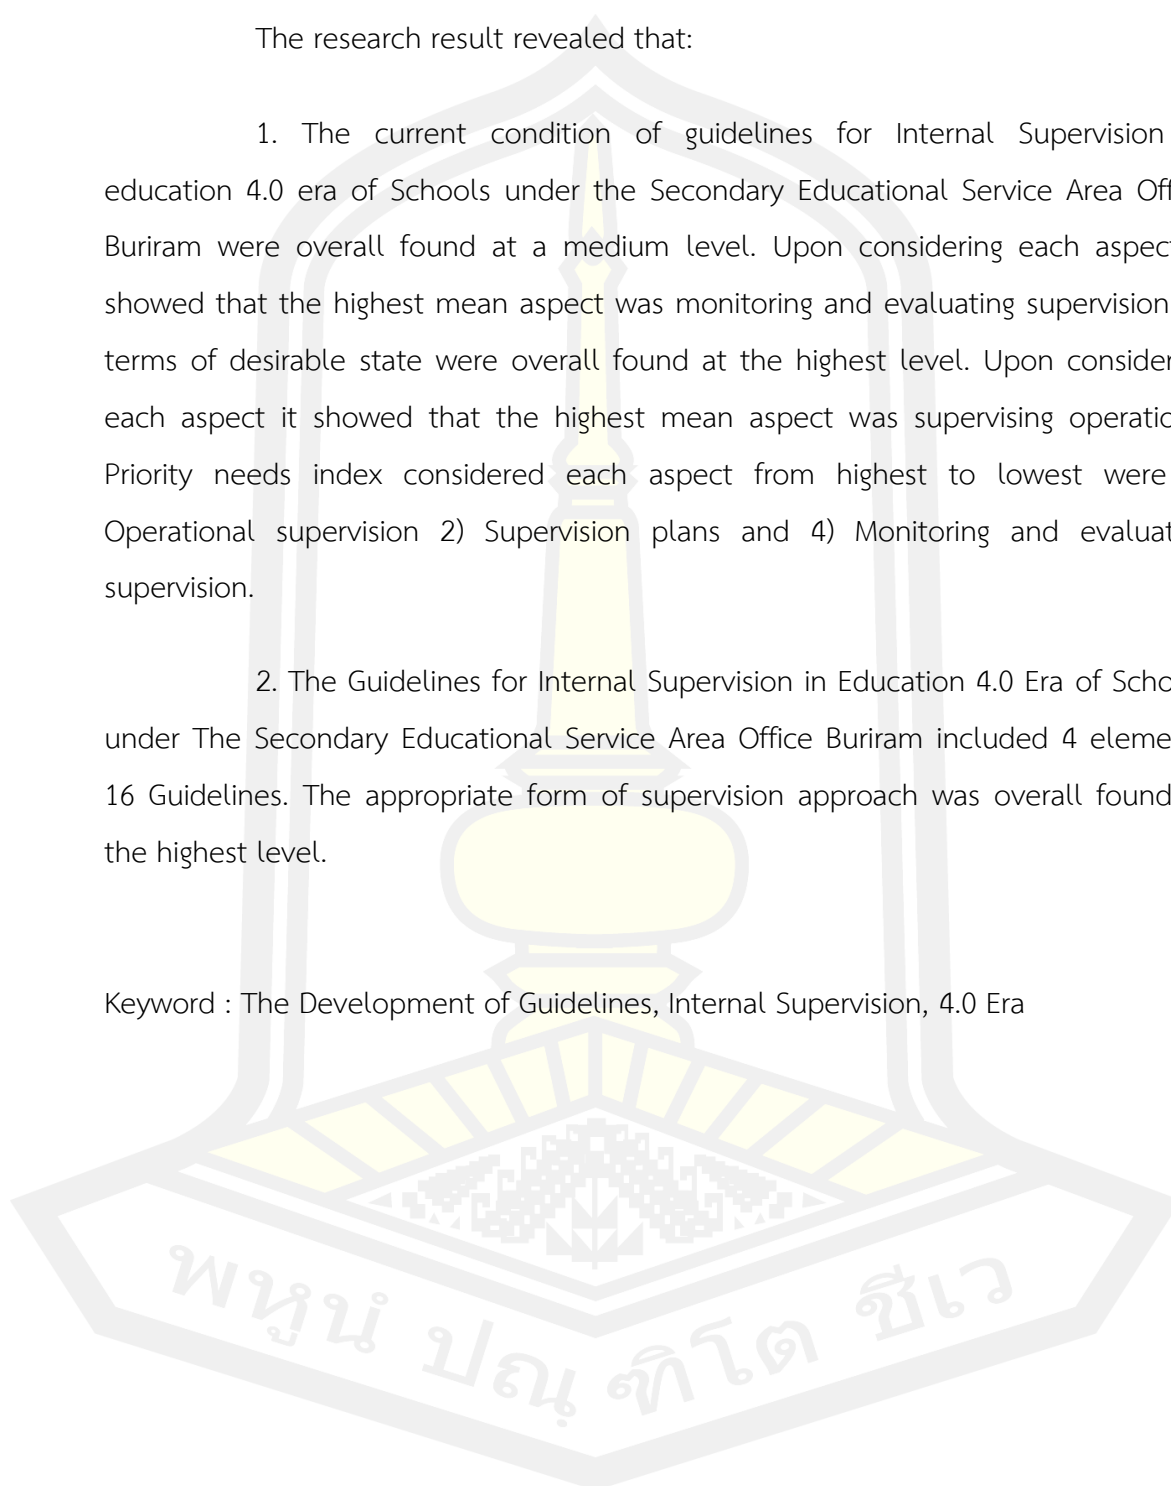 The research result revealed that:
1. The current condition of guidelines for Internal Supervision
education 4.0 era of Schools under the Secondary Educational Service Area
Buriram were overall found at a medium level. Upon considering each
showed that the highest mean aspect was monitoring and evaluating supervision
terms of desirable state were overall found at the highest level. Upon
each aspect it showed that the highest mean aspect was supervising
Priority needs index considered each aspect from highest to lowest were
Operational supervision 2) Supervision plans and 4) Monitoring and
supervision.
2. The Guidelines for Internal Supervision in Education 4.0 Era of
under The Secondary Educational Service Area Office Buriram included 4
16 Guidelines. The appropriate form of supervision approach was overall found
the highest level.
Keyword : The Development of Guidelines, Internal Supervision, 4.0 Era
พหูนํ ปณฺฑิโต ชีเว